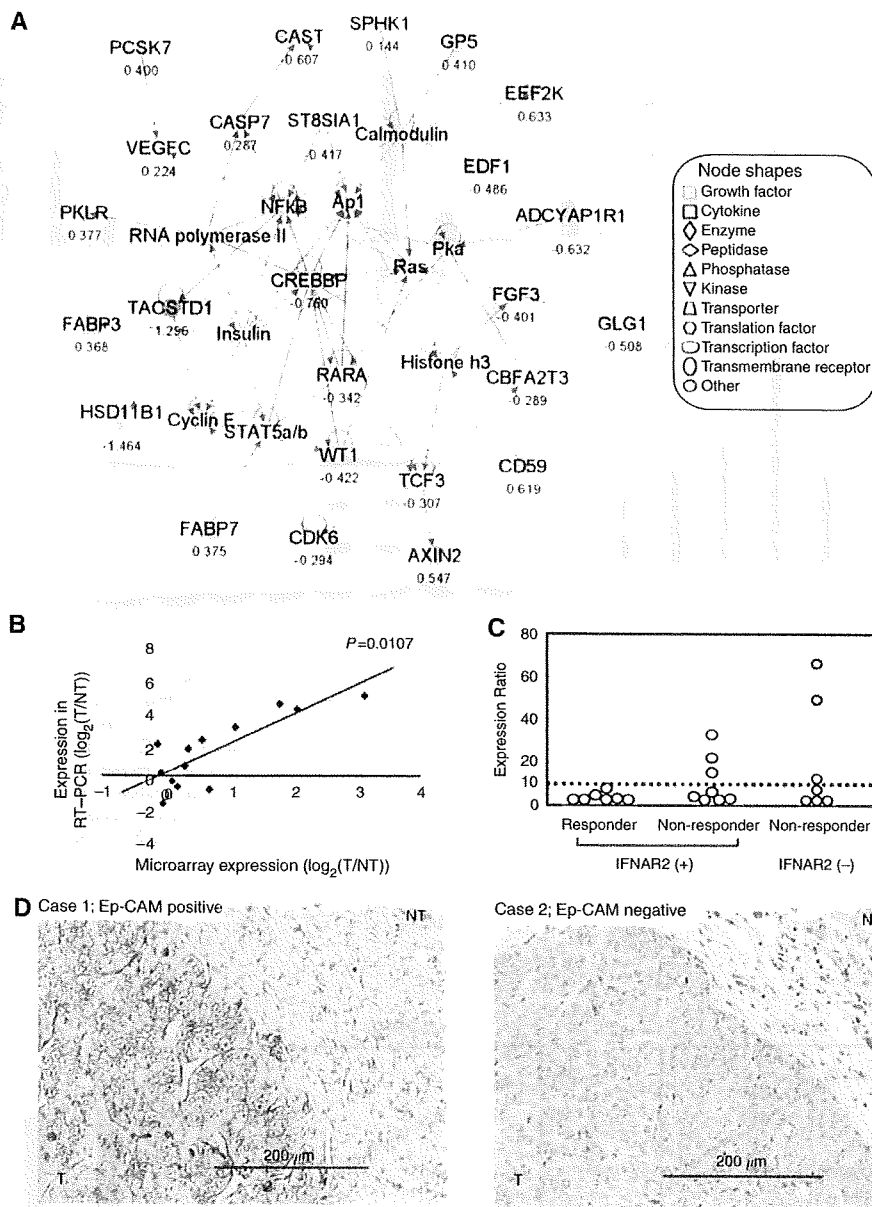 A
PCSK7
0.400
CAST
-0.607
SPHK1
0.144
GP5
0.410
EEF2K
0.633
CASP7
0.287
ST8SIA1
-0.417
Calmodulin
VEGFC
0.224
EDF1
-0.486
NFkB
Ap1
ADCYAP1R1
-0.632
PKLR
0.377
RNA polymerase II
Pka
Ras
CREBBP
-0.760
TACSTD1
-1.296
FABP3
0.368
Insulin
FGF3
-0.401
GLG1
-0.508
RARA
-0.342
Histone h3
CBFA2T3
-0.289
HSD11B1
-1.464
Cyclin E
STAT5a/b
WT1
-0.422
TCF3
-0.307
CD59
0.619
FABP7
0.375
CDK6
-0.294
AXIN2
0.547
Node shapes
Growth factor
Cytokine
Enzyme
Peptidase
Phosphatase
Kinase
Transporter
Translation factor
Transcription factor
Transmembrane receptor
Other
B
Expression in
RT–PCR (log2(T/NT))
8
6
4
2
0
−2
−4
P=0.0107
−1
0
1
2
3
4
Microarray expression (log2(T/NT))
C
Expression Ratio
80
60
40
20
10
0
Responder Non-responder Non-responder
IFNAR2 (+) IFNAR2 (−)
D Case 1; Ep-CAM positive
NT
T
200 μm
Case 2; Ep-CAM negative
N
T
200 μm